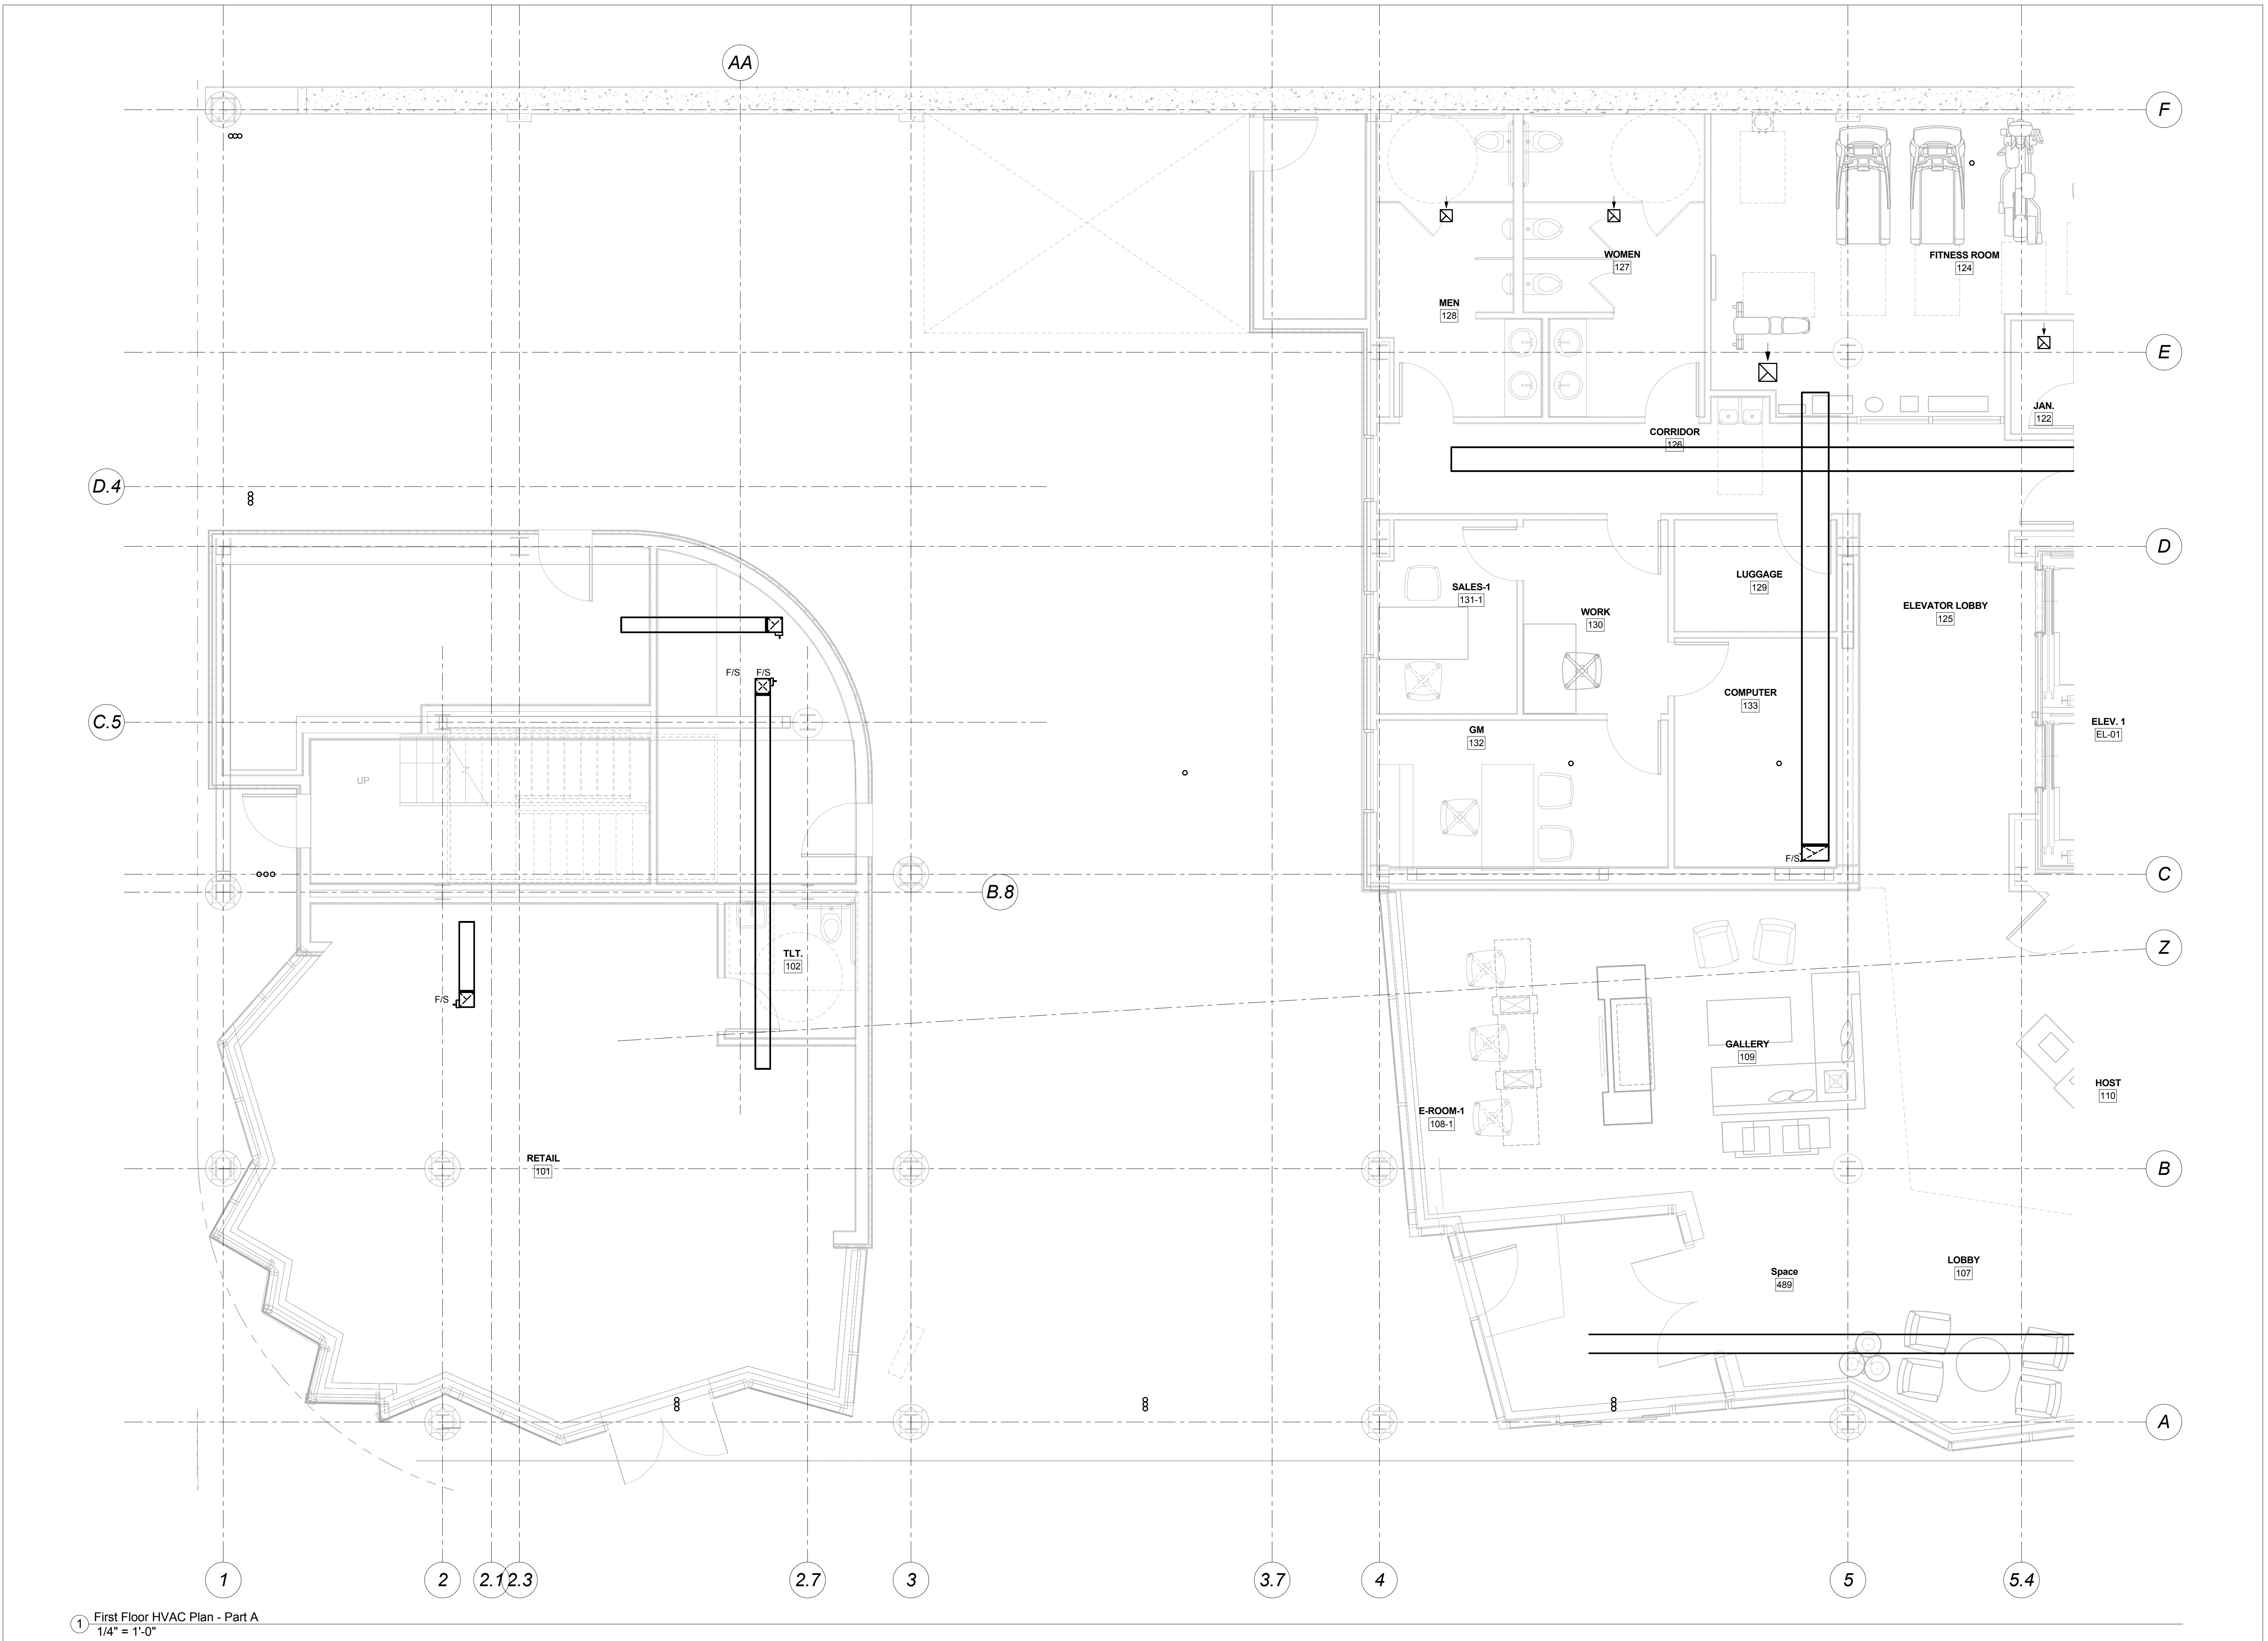 AA
F
WOMEN
127
FITNESS ROOM
124
MEN
128
E
JAN.
122
CORRIDOR
126
D.4
D
LUGGAGE
129
SALES-1
131-1
WORK
130
ELEVATOR LOBBY
125
F/S
F/S
COMPUTER
133
C.5
ELEV. 1
EL-01
GM
132
UP
F/S
C
B.8
Z
TLT.
102
F/S
GALLERY
109
HOST
110
E-ROOM-1
108-1
RETAIL
101
B
LOBBY
107
Space
489
A
1
2
2.1
2.3
2.7
3
3.7
4
5
5.4
1
First Floor HVAC Plan - Part A
1/4" = 1'-0"